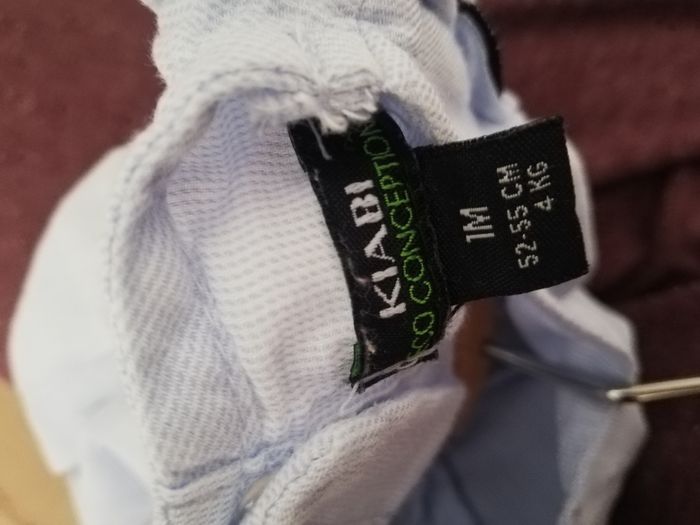 KIABI
ECO CONCEPTION
1M
52-55 CM
4 KG